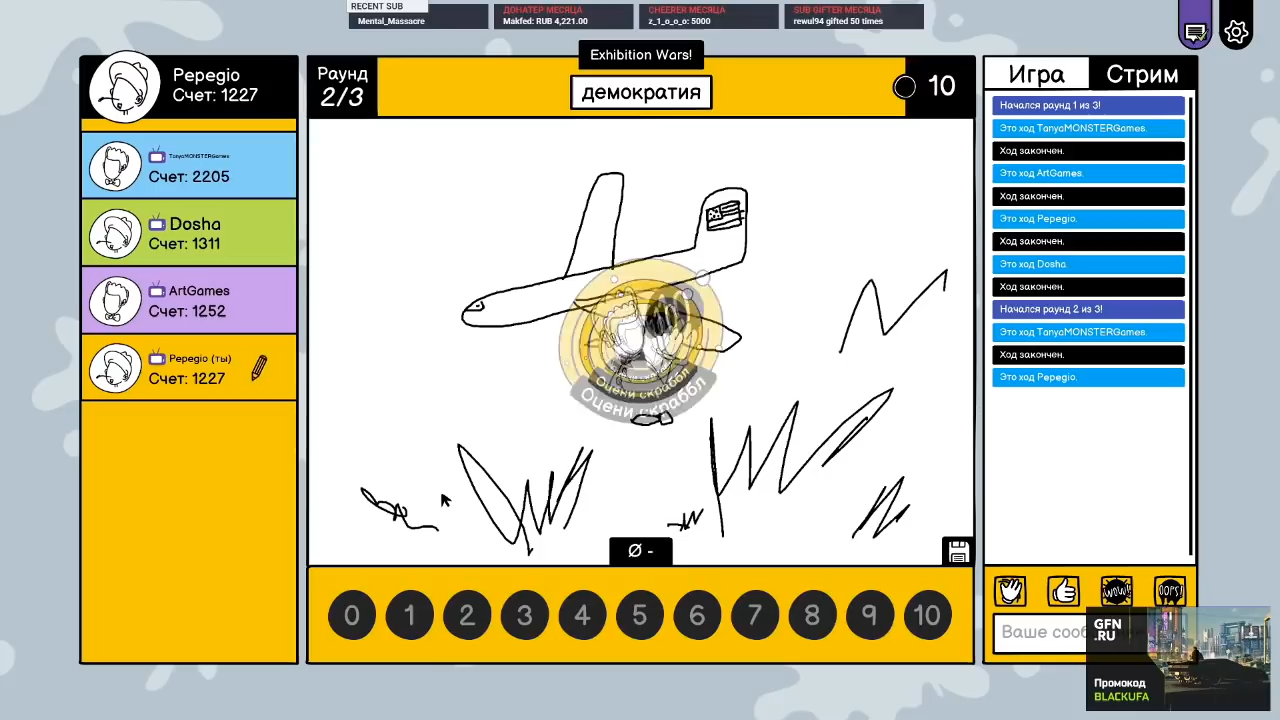 RECENT SUB
Mental_Massacre
ДОНАТЕР МЕСЯЦА
Makfed: RUB 4,221.00
CHEERER МЕСЯЦА
z_1_o_o_o: 5000
SUB GIFTER МЕСЯЦА
rewul94 gifted 50 times
Pepegio
Счет: 1227
TanyaMONSTERGames
Счет: 2205
Dosha
Счет: 1311
ArtGames
Счет: 1252
Pepegio (ты)
Счет: 1227
Раунд
2/3
Exhibition Wars!
демократия
10
Оцени скраббл
Оцени скраббл
Ø -
0 1 2 3 4 5 6 7 8 9 10
Игра
Стрим
Начался раунд 1 из 3!
Это ход TanyaMONSTERGames.
Ход закончен.
Это ход ArtGames.
Ход закончен.
Это ход Pepegio.
Ход закончен.
Это ход Dosha.
Ход закончен.
Начался раунд 2 из 3!
Это ход TanyaMONSTERGames.
Ход закончен.
Это ход Pepegio.
WOW!
OOPS!
Ваше сооб
GFN
.RU
Промокод
BLACKUFA